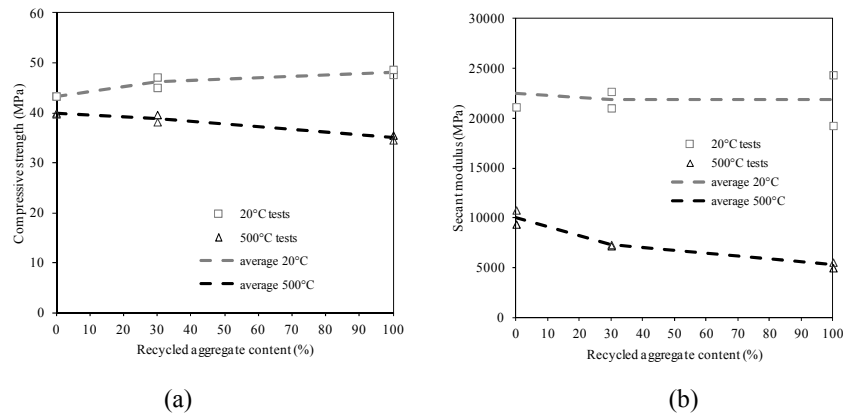 60
50
40
30
20
10
0
Compressive strength (MPa)
20°C tests
500°C tests
average 20°C
average 500°C
0 10 20 30 40 50 60 70 80 90 100
Recycled aggregate content (%)
(a)
30000
25000
20000
15000
10000
5000
0
Secant modulus (MPa)
20°C tests
500°C tests
average 20°C
average 500°C
0 10 20 30 40 50 60 70 80 90 100
Recycled aggregate content (%)
(b)